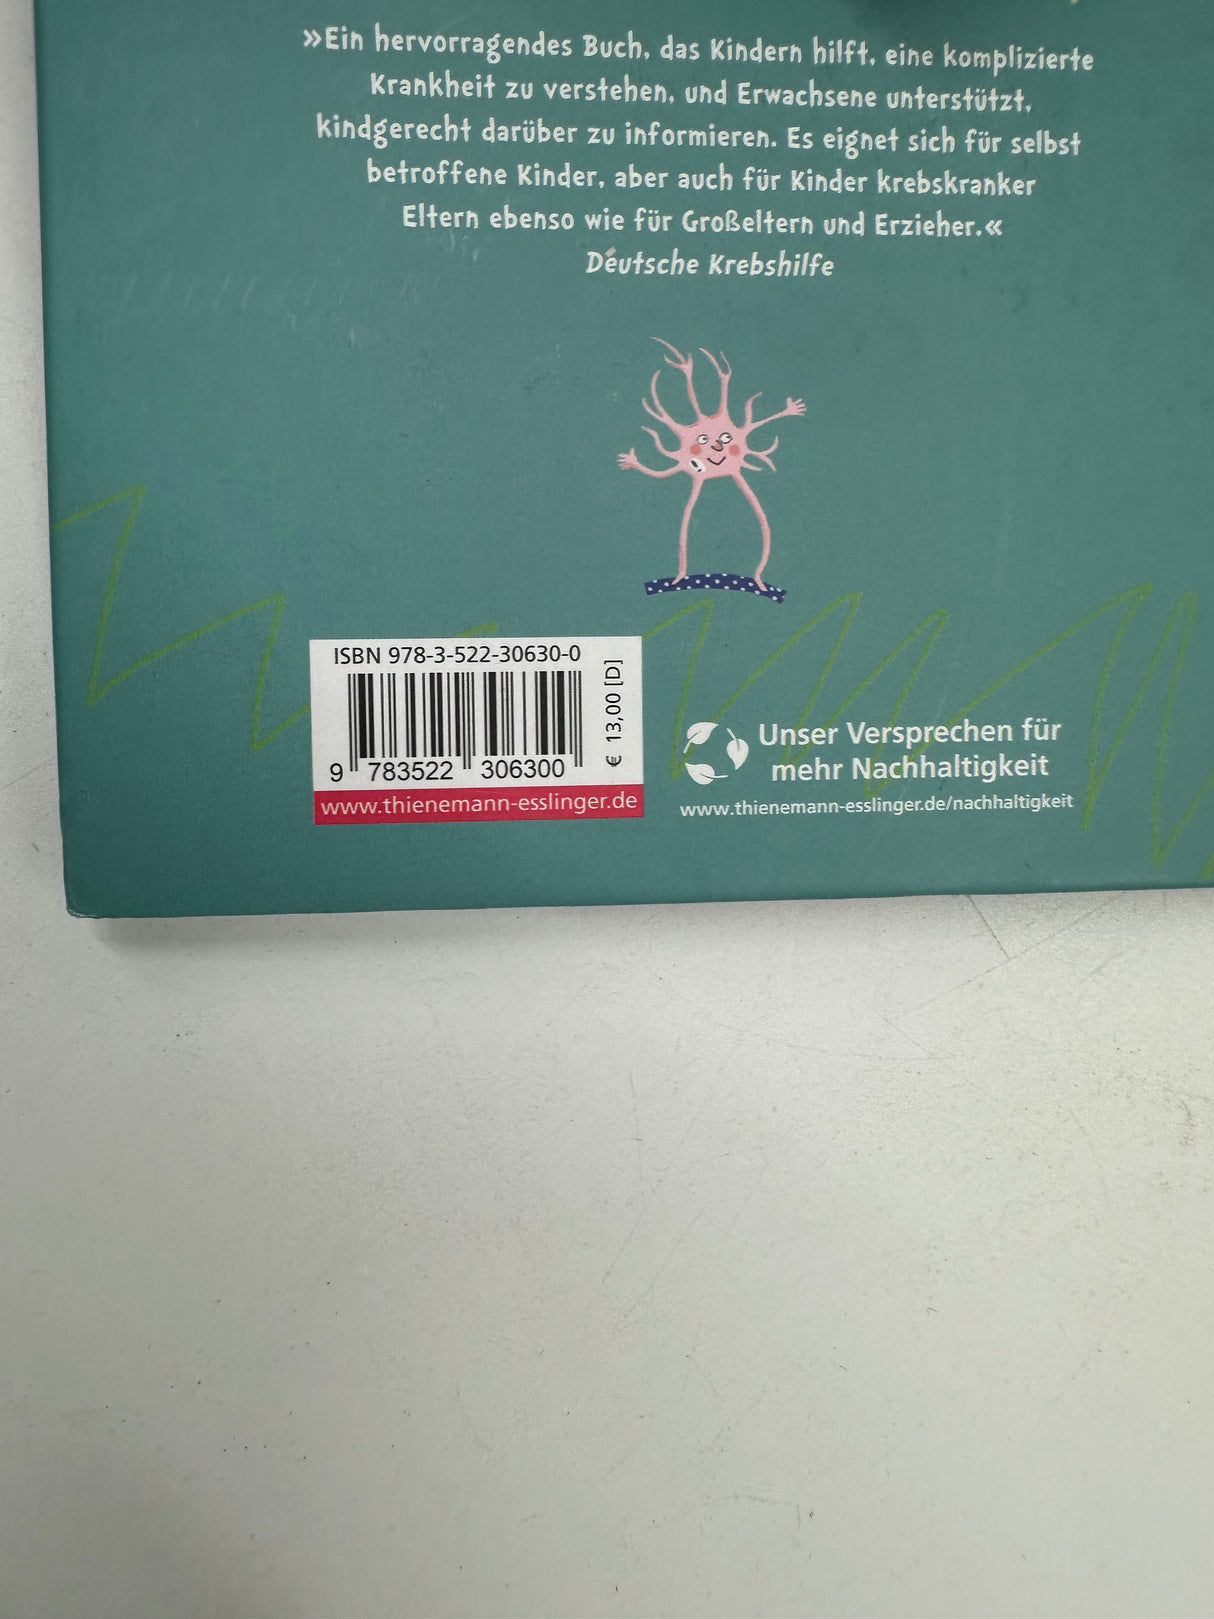 »Ein hervorragendes Buch, das Kindern hilft, eine komplizierte
Krankheit zu verstehen, und Erwachsene unterstützt,
kindgerecht darüber zu informieren. Es eignet sich für selbst
betroffene Kinder, aber auch für Kinder krebskranker
Eltern ebenso wie für Großeltern und Erzieher.«
Deutsche Krebshilfe
ISBN 978-3-522-30630-0
€ 13,00 [D]
9 783522 306300
www.thienemann-esslinger.de
Unser Versprechen für
mehr Nachhaltigkeit
www.thienemann-esslinger.de/nachhaltigkeit